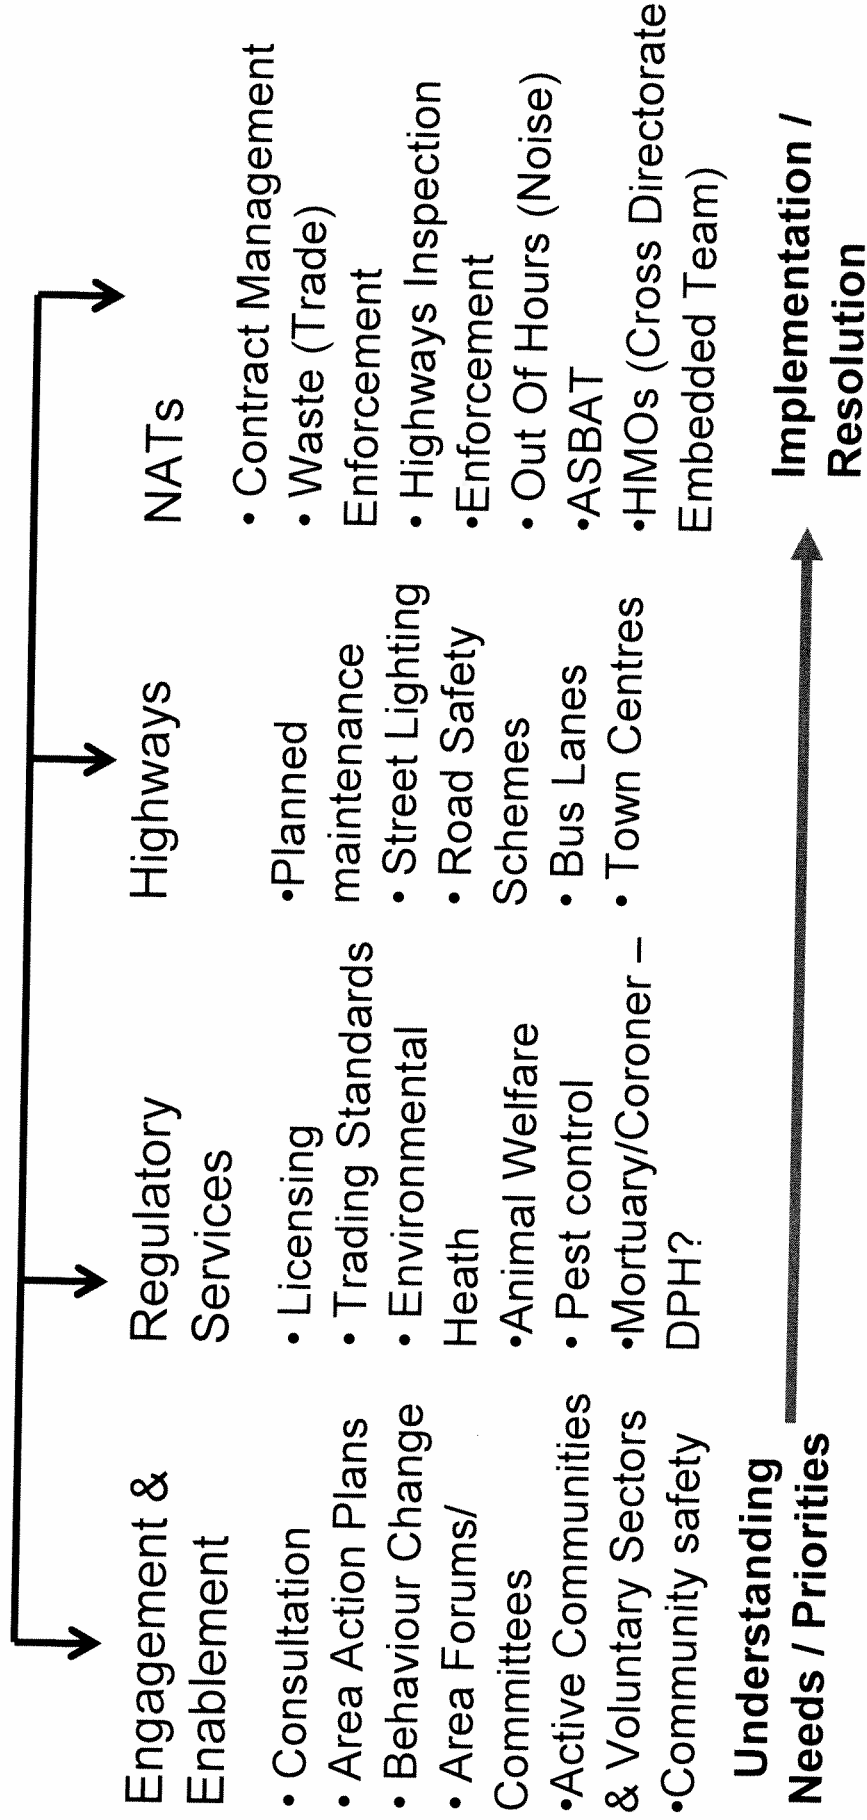 Engagement &
Enablement
• Consultation
• Area Action Plans
• Behaviour Change
• Area Forums/
Committees
•Active Communities
& Voluntary Sectors
•Community safety
Regulatory
Services
• Licensing
• Trading Standards
• Environmental
Heath
•Animal Welfare
• Pest control
•Mortuary/Coroner –
DPH?
Highways
•Planned
maintenance
• Street Lighting
• Road Safety
Schemes
• Bus Lanes
• Town Centres
NATs
• Contract Management
• Waste (Trade)
Enforcement
• Highways Inspection
•Enforcement
• Out Of Hours (Noise)
•ASBAT
•HMOs (Cross Directorate
Embedded Team)
Understanding
Needs / Priorities
Implementation /
Resolution